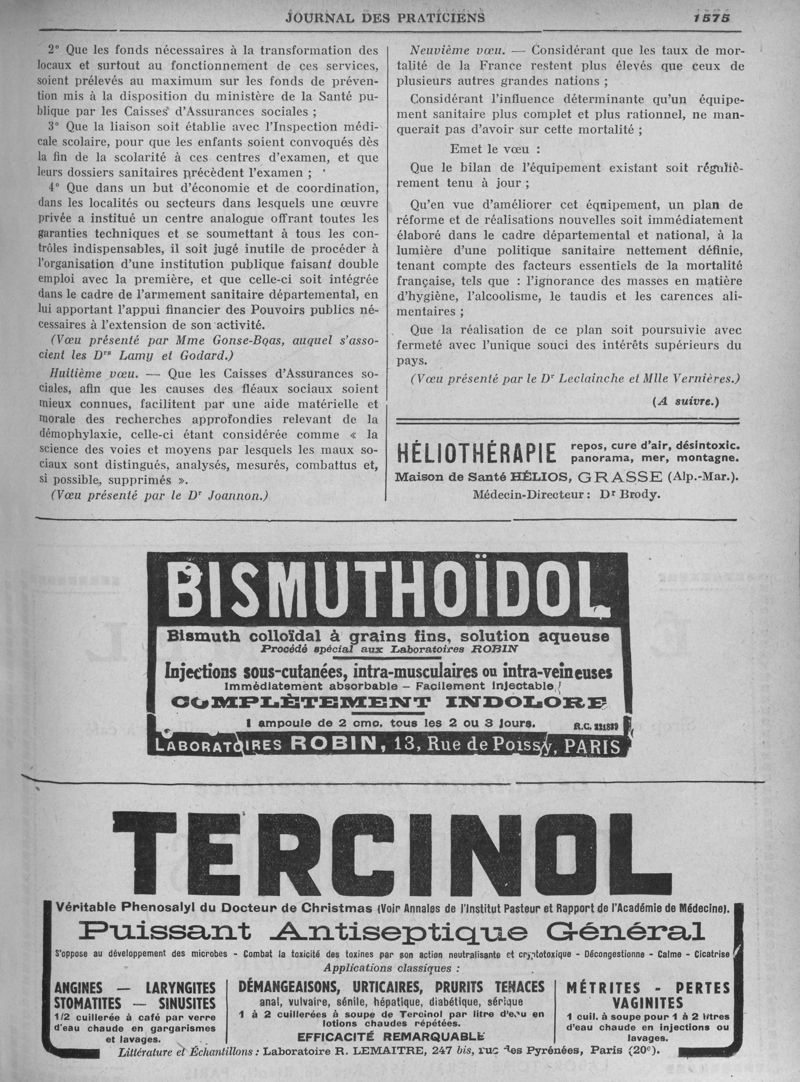 JOURNAL DES PRATICIENS 1575
2° Que les fonds nécessaires à la transformation des
locaux et surtout au fonctionnement de ces services,
soient prélevés au maximum sur les fonds de préven-
tion mis à la disposition du ministère de la Santé pu-
blique par les Caisses d'Assurances sociales ;
3° Que la liaison soit établie avec l'Inspection médi-
cale scolaire, pour que les enfants soient convoqués dès
la fin de la scolarité à ces centres d'examen, et que
leurs dossiers sanitaires précèdent l'examen ;
4° Que dans un but d'économie et de coordination,
dans les localités ou secteurs dans lesquels une œuvre
privée a institué un centre analogue offrant toutes les
garanties techniques et se soumettant à tous les con-
trôles indispensables, il soit jugé inutile de procéder à
l'organisation d'une institution publique faisant double
emploi avec la première, et que celle-ci soit intégrée
dans le cadre de l'armement sanitaire départemental, en
lui apportant l'appui financier des Pouvoirs publics né-
cessaires à l'extension de son activité.
(Vœu présenté par Mme Gonse-Boas, auquel s'asso-
cient les Drs Lamy et Godard.)
Huitième vœu. — Que les Caisses d'Assurances so-
ciales, afin que les causes des fléaux sociaux soient
mieux connues, facilitent par une aide matérielle et
morale des recherches approfondies relevant de la
démophylaxie, celle-ci étant considérée comme « la
science des voies et moyens par lesquels les maux so-
ciaux sont distingués, analysés, mesurés, combattus et,
si possible, supprimés ».
(Vœu présenté par le Dr Joannon.)
Neuvième vœu. — Considérant que les taux de mor-
talité de la France restent plus élevés que ceux de
plusieurs autres grandes nations ;
Considérant l'influence déterminante qu'un équipe-
ment sanitaire plus complet et plus rationnel, ne man-
querait pas d'avoir sur cette mortalité ;
Emet le vœu :
Que le bilan de l'équipement existant soit réguliè-
rement tenu à jour ;
Qu'en vue d'améliorer cet équipement, un plan de
réforme et de réalisations nouvelles soit immédiatement
élaboré dans le cadre départemental et national, à la
lumière d'une politique sanitaire nettement définie,
tenant compte des facteurs essentiels de la mortalité
française, tels que : l'ignorance des masses en matière
d'hygiène, l'alcoolisme, le taudis et les carences ali-
mentaires ;
Que la réalisation de ce plan soit poursuivie avec
fermeté avec l'unique souci des intérêts supérieurs du
pays.
(Vœu présenté par le Dr Leclainche et Mlle Vernières.)
(A suivre.)
HÉLIOTHÉRAPIE repos, cure d'air, désintoxic.
panorama, mer, montagne.
Maison de Santé HÉLIOS, GRASSE (Alp.-Mar.).
Médecin-Directeur : Dr Brody.
BISMUTHOÏDOL
Bismuth colloïdal à grains fins, solution aqueuse
Procédé spécial aux Laboratoires ROBIN
Injections sous-cutanées, intra-musculaires ou intra-veineuses
Immédiatement absorbable – Facilement injectable
COMPLÈTEMENT INDOLORE
1 ampoule de 2 cmc. tous les 2 ou 3 jours. R.C. 221839
LABORATOIRES ROBIN, 13, Rue de Poissy, PARIS
TERCINOL
Véritable Phenosalyl du Docteur de Christmas (Voir Annales de l'Institut Pasteur et Rapport de l'Académie de Médecine).
Puissant Antiseptique Général
S'oppose au développement des microbes - Combat la toxicité des toxines par son action neutralisante et cryptotoxique - Décongestionne - Calme - Cicatrise
Applications classiques :
ANGINES — LARYNGITES
STOMATITES — SINUSITES
1/2 cuillerée à café par verre
d'eau chaude en gargarismes
et lavages.
DÉMANGEAISONS, URTICAIRES, PRURITS TENACES
anal, vulvaire, sénile, hépatique, diabétique, sérique
1 à 2 cuillerées à soupe de Tercinol par litre d'eau en
lotions chaudes répétées.
EFFICACITÉ REMARQUABLE
MÉTRITES - PERTES
VAGINITES
1 cuil. à soupe pour 1 à 2 litres
d'eau chaude en injections ou
lavages.
Littérature et Échantillons : Laboratoire R. LEMAITRE, 247 bis, rue des Pyrénées, Paris (20e).